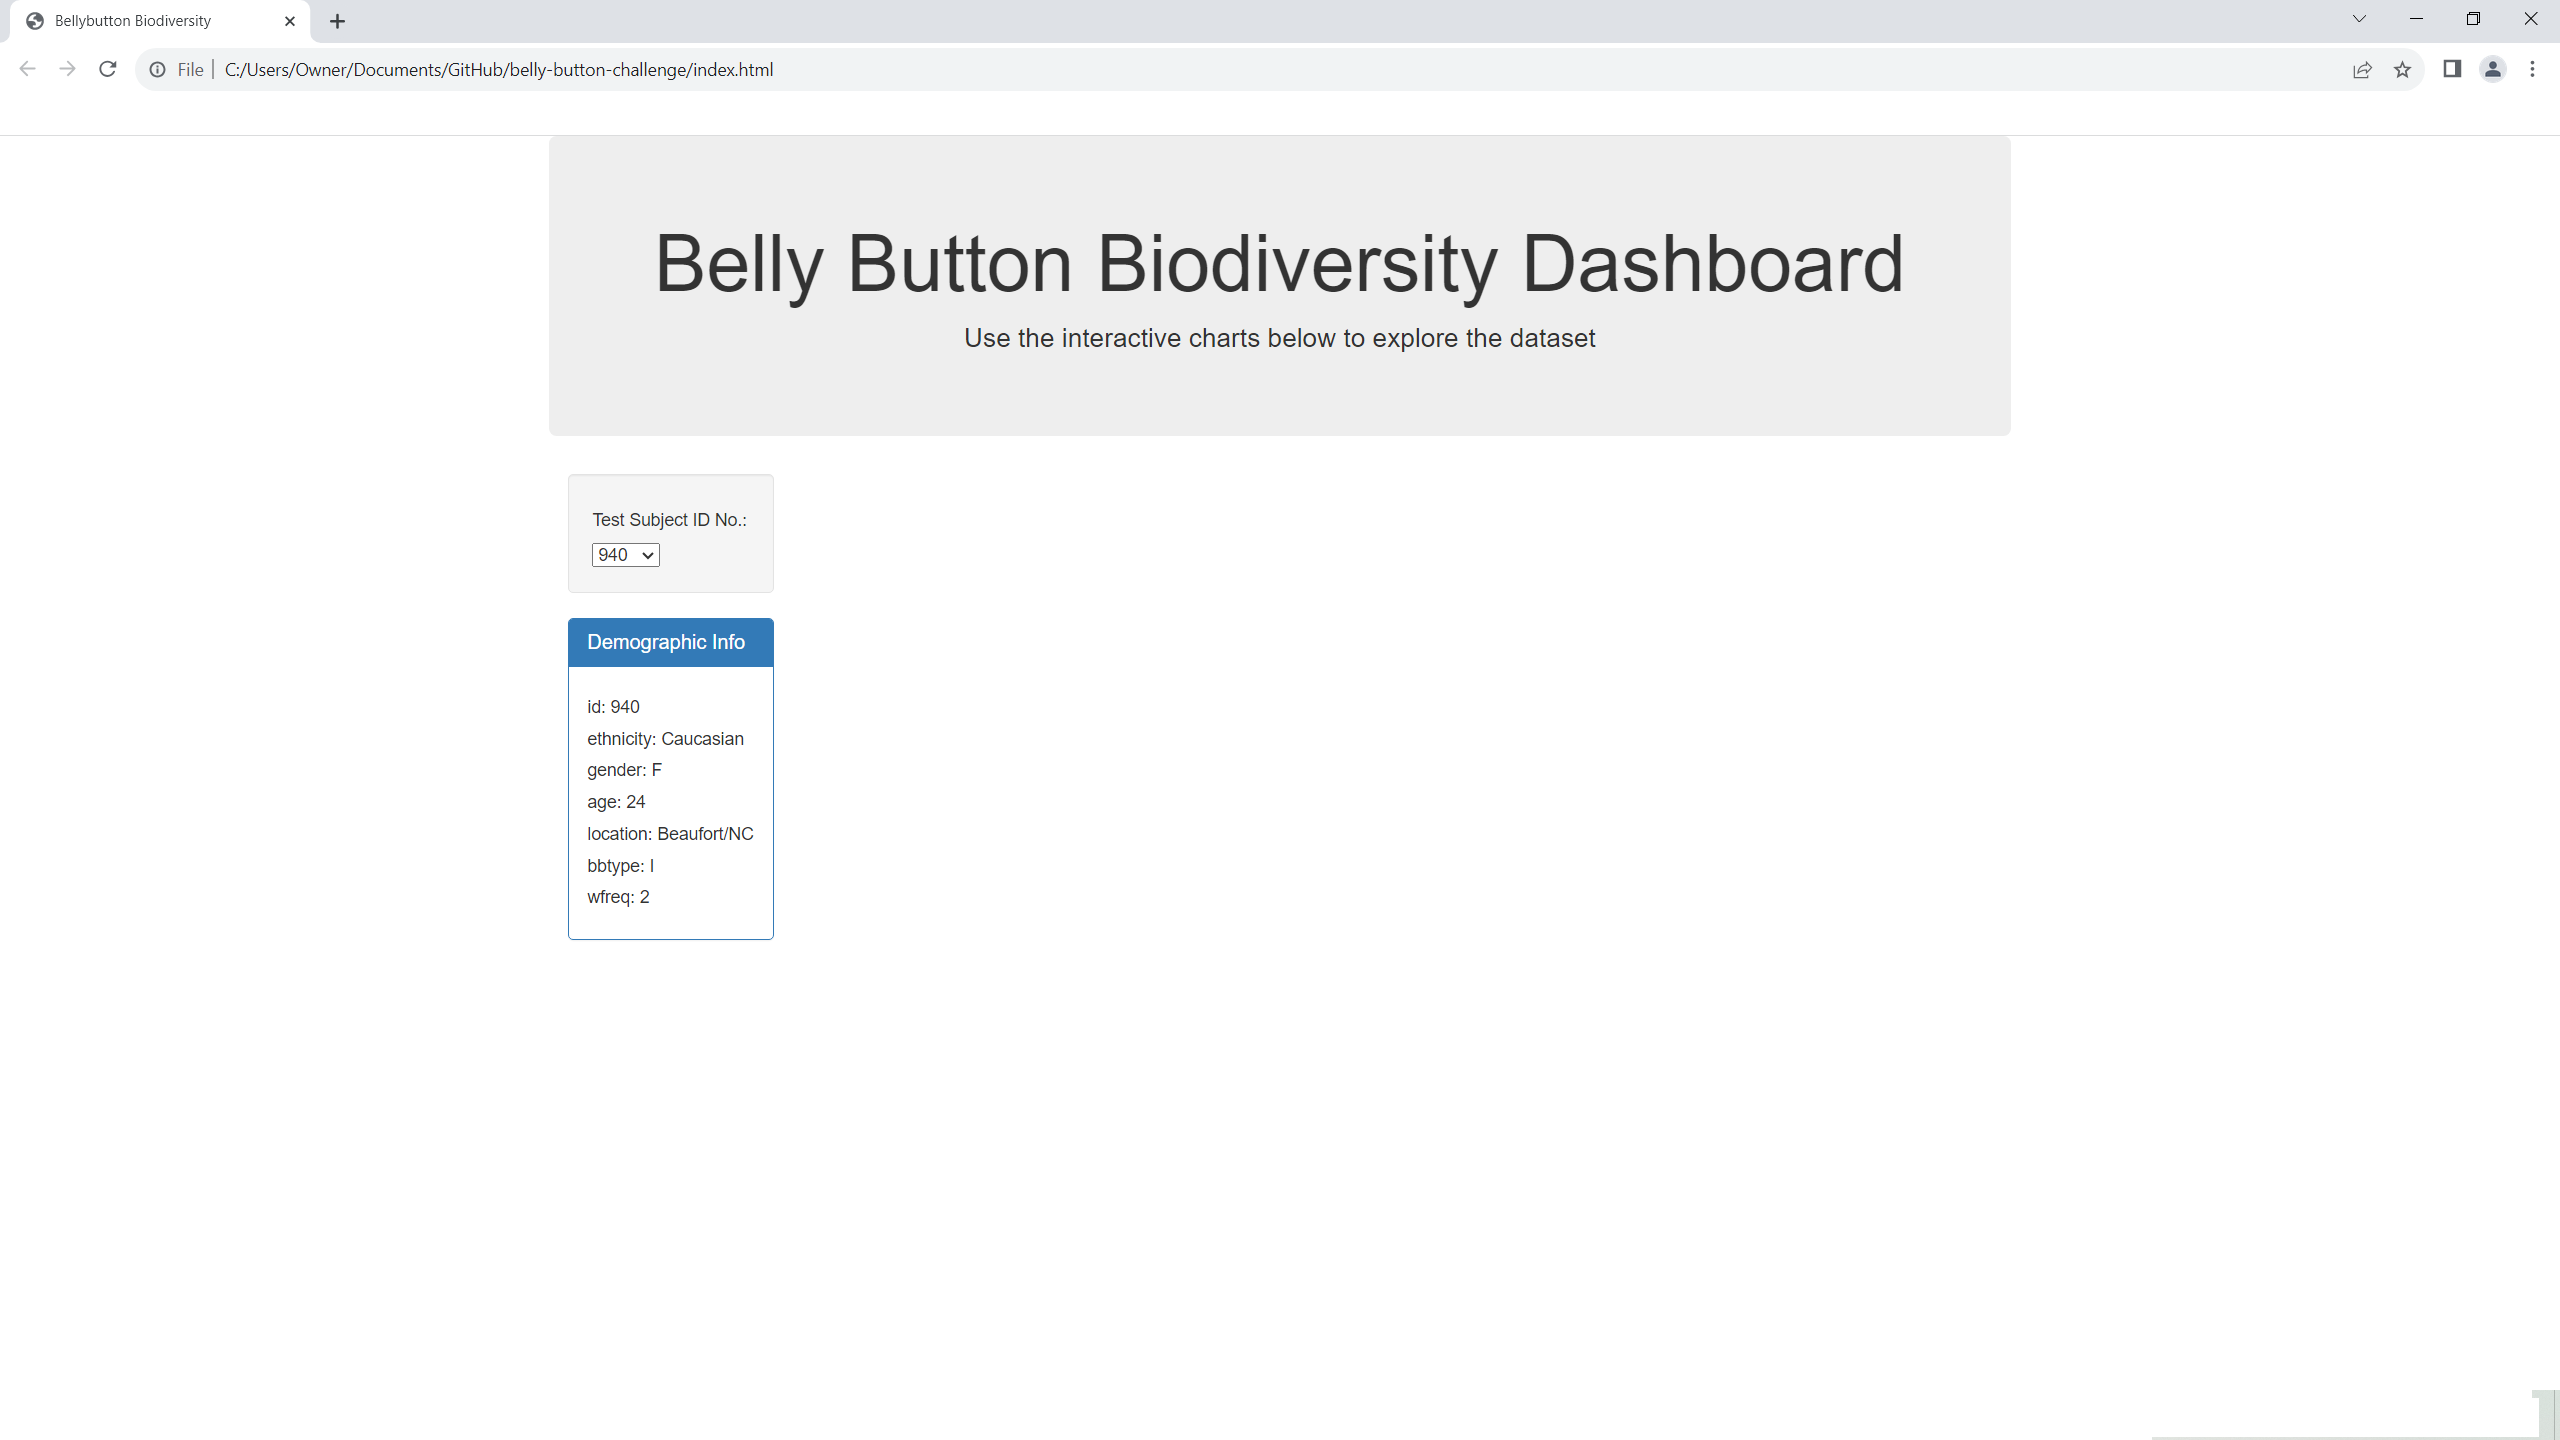 Bellybutton Biodiversity
File
C:/Users/Owner/Documents/GitHub/belly-button-challenge/index.html
Belly Button Biodiversity Dashboard
Use the interactive charts below to explore the dataset
Test Subject ID No.:
940
Demographic Info
id: 940
ethnicity: Caucasian
gender: F
age: 24
location: Beaufort/NC
bbtype: I
wfreq: 2